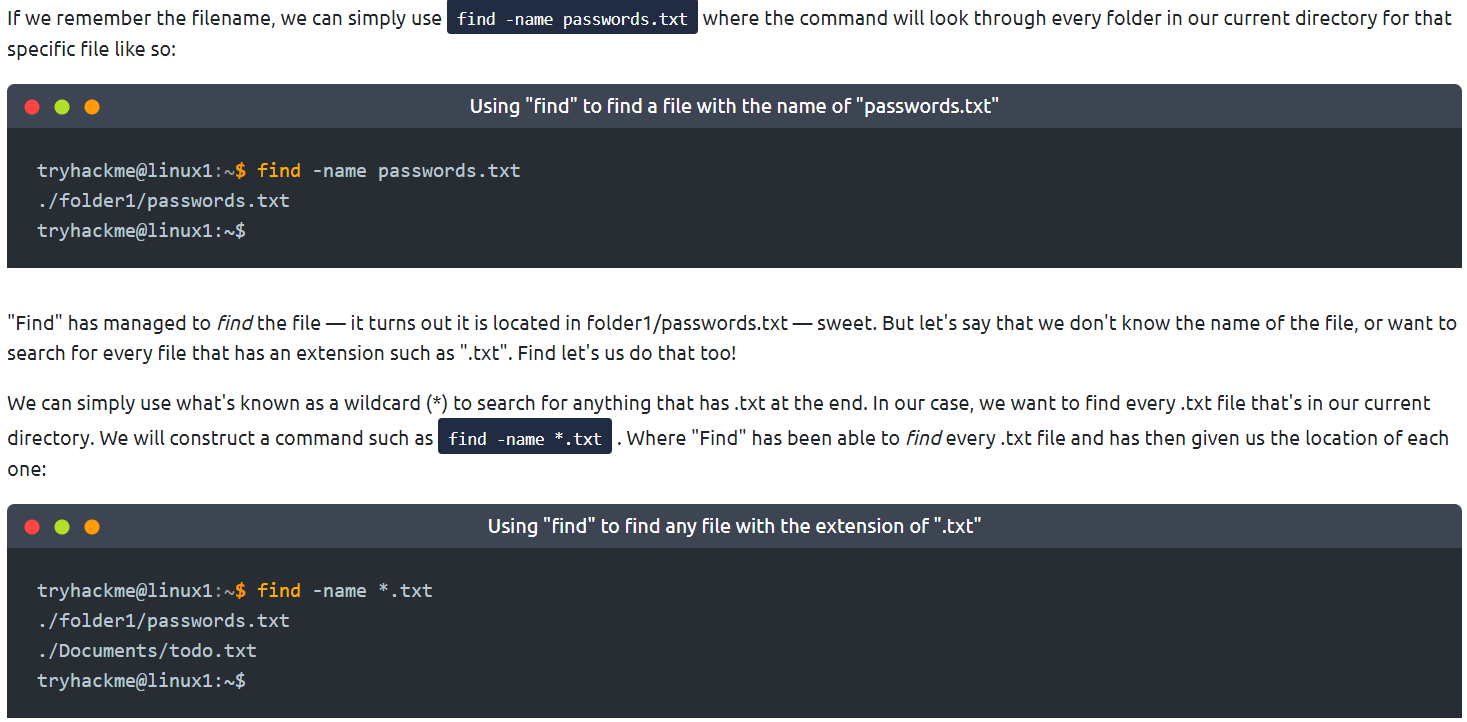 If we remember the filename, we can simply use find -name passwords.txt where the command will look through every folder in our current directory for that
specific file like so:
Using "find" to find a file with the name of "passwords.txt"
tryhackme@linux1:~$ find -name passwords.txt
./folder1/passwords.txt
tryhackme@linux1:~$
"Find" has managed to find the file — it turns out it is located in folder1/passwords.txt — sweet. But let's say that we don't know the name of the file, or want to
search for every file that has an extension such as ".txt". Find let's us do that too!
We can simply use what's known as a wildcard (*) to search for anything that has .txt at the end. In our case, we want to find every .txt file that's in our current
directory. We will construct a command such as find -name *.txt . Where "Find" has been able to find every .txt file and has then given us the location of each
one:
Using "find" to find any file with the extension of ".txt"
tryhackme@linux1:~$ find -name *.txt
./folder1/passwords.txt
./Documents/todo.txt
tryhackme@linux1:~$